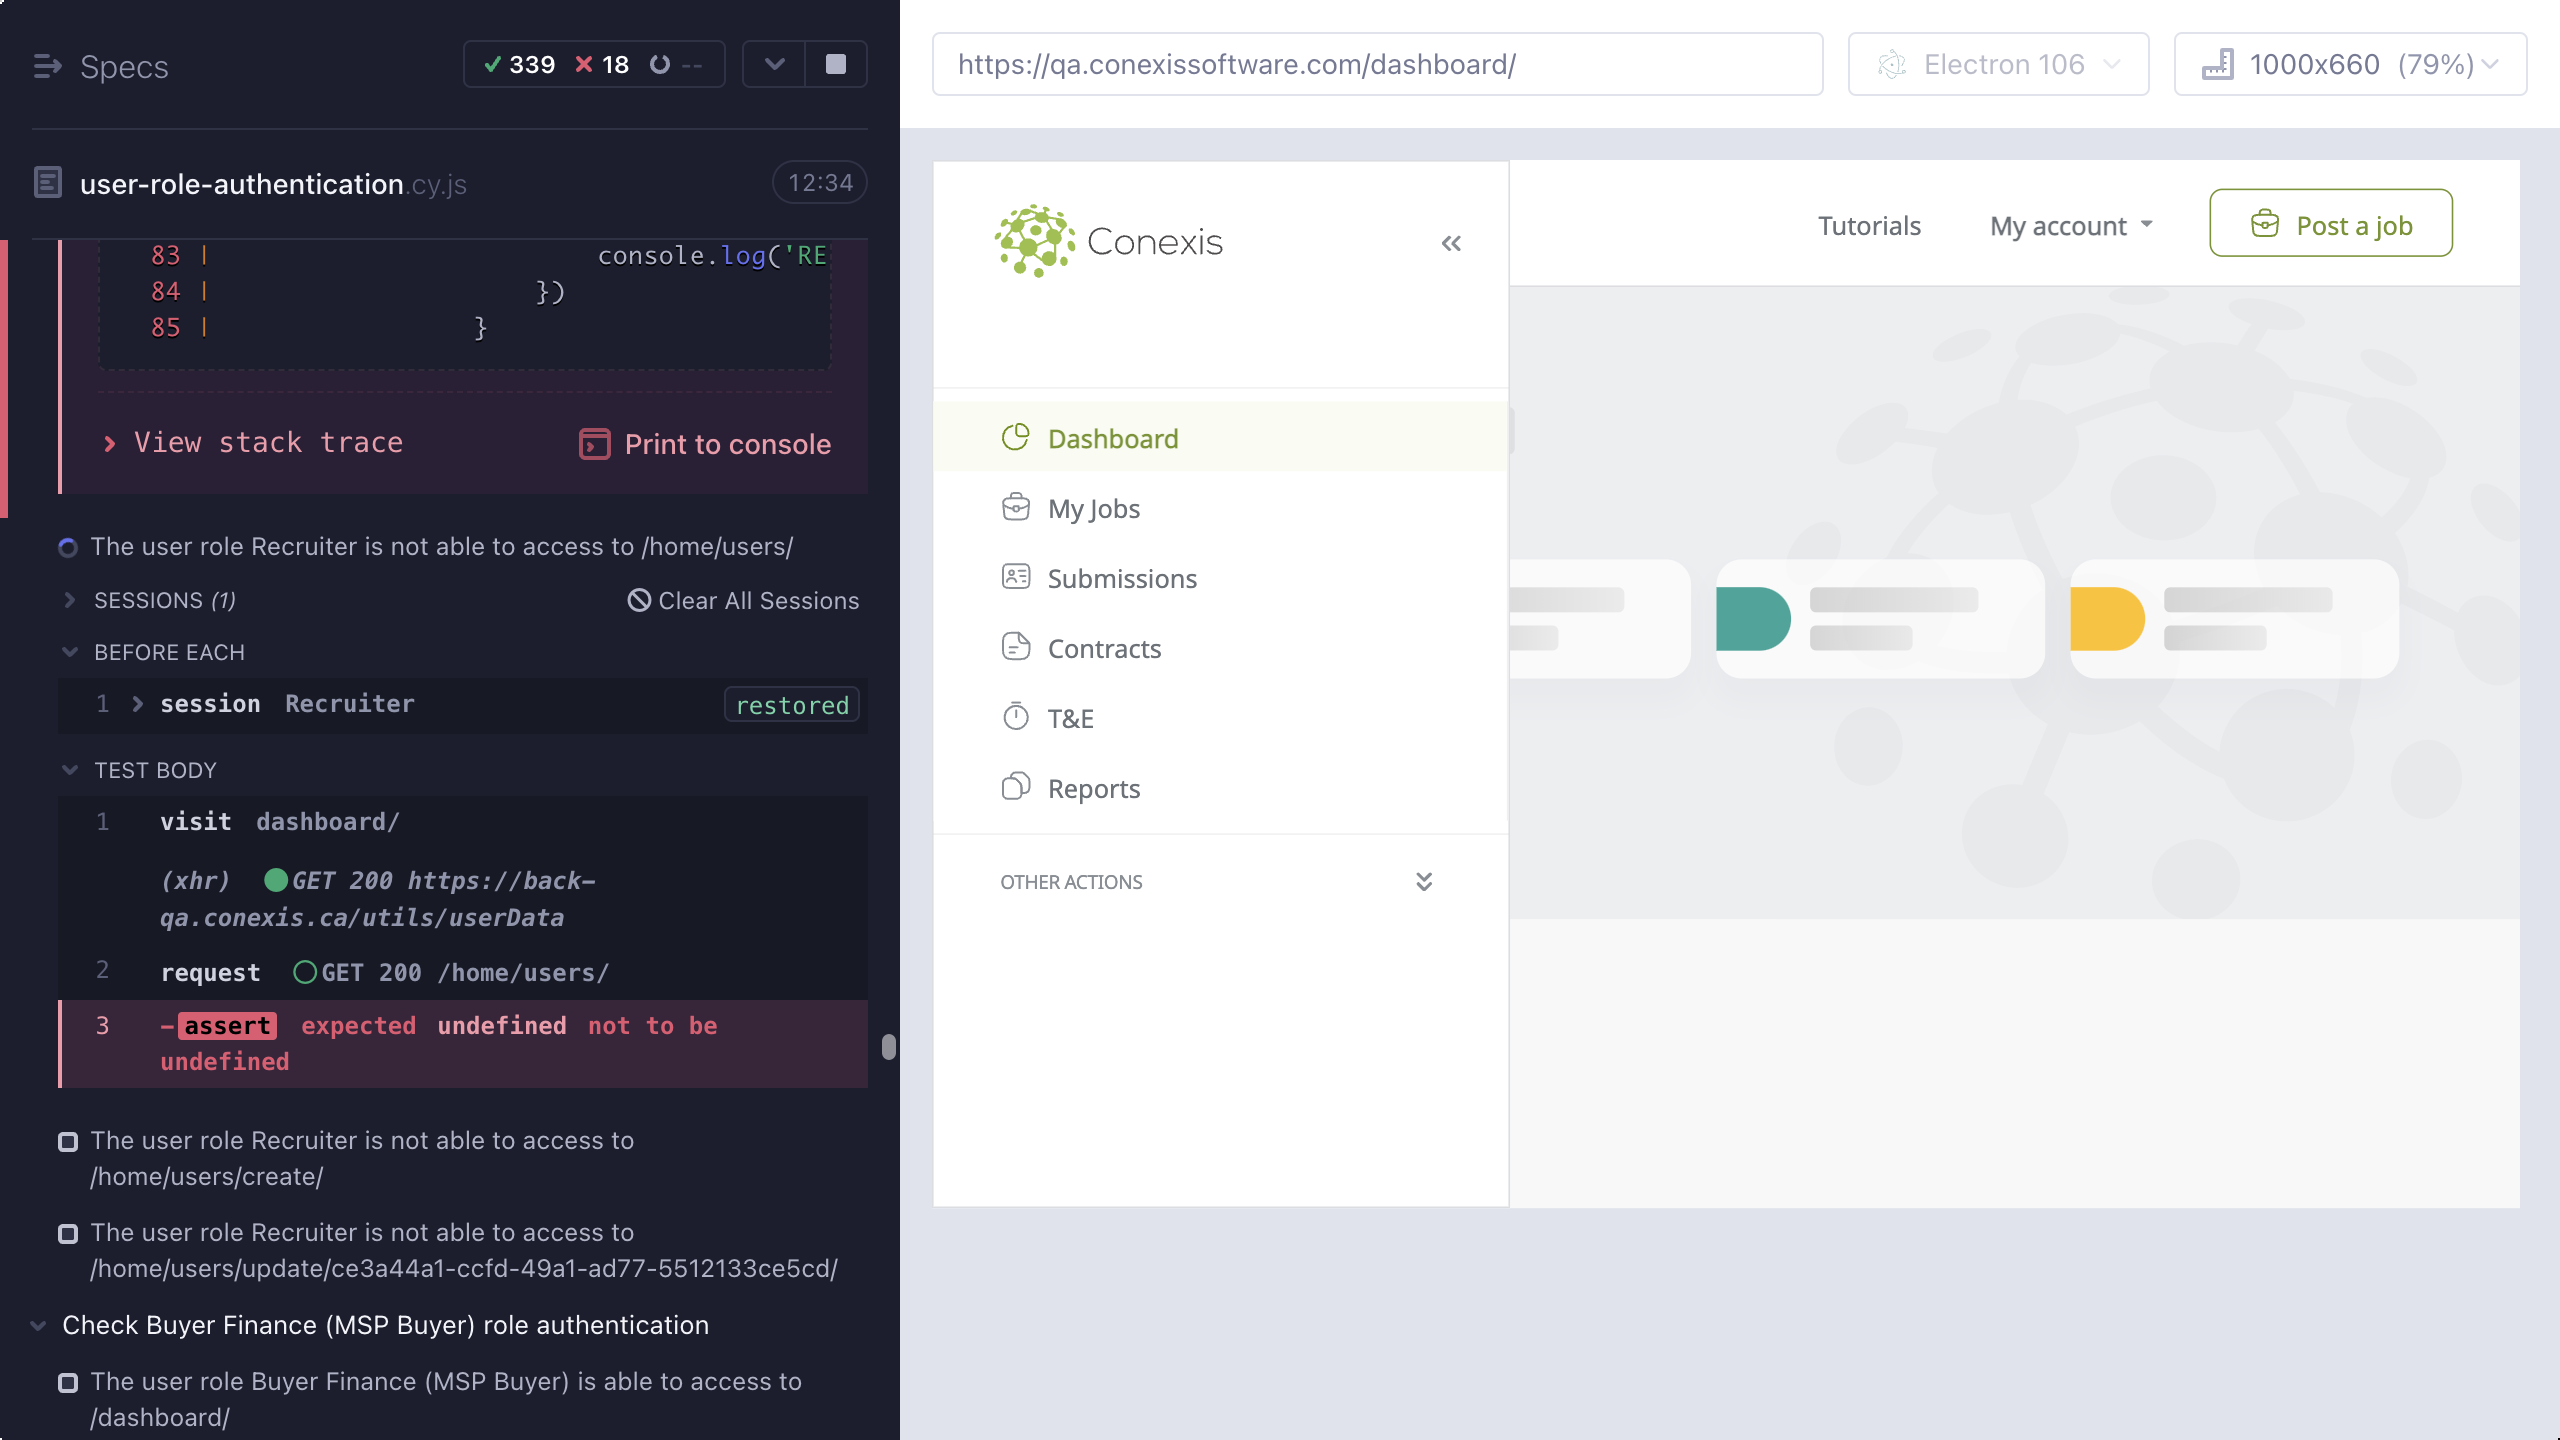 Specs
339 18 --
user-role-authentication.cy.js
12:34
83 | console.log('RE
84 | })
85 | }
View stack trace
Print to console
The user role Recruiter is not able to access to /home/users/
SESSIONS (1)
Clear All Sessions
BEFORE EACH
1 session Recruiter restored
TEST BODY
1 visit dashboard/
(xhr) GET 200 https://back-
qa.conexis.ca/utils/userData
2 request GET 200 /home/users/
3 -assert expected undefined not to be
undefined
The user role Recruiter is not able to access to
/home/users/create/
The user role Recruiter is not able to access to
/home/users/update/ce3a44a1-ccfd-49a1-ad77-5512133ce5cd/
Check Buyer Finance (MSP Buyer) role authentication
The user role Buyer Finance (MSP Buyer) is able to access to
/dashboard/
https://qa.conexissoftware.com/dashboard/
Electron 106
1000x660 (79%)
Conexis
Tutorials
My account
Post a job
Dashboard
My Jobs
Submissions
Contracts
T&E
Reports
OTHER ACTIONS